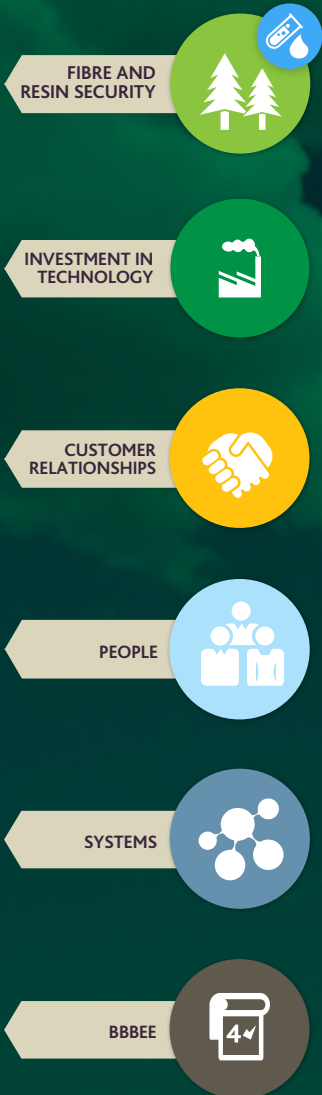 FIBRE AND
RESIN SECURITY
INVESTMENT IN
TECHNOLOGY
CUSTOMER
RELATIONSHIPS
PEOPLE
SYSTEMS
BBBEE
4